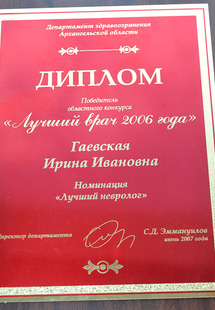 Департамент здравоохранения
Архангельской области
ДИПЛОМ
Победитель
областного конкурса
«Лучший врач 2006 года»
Гаевская
Ирина Ивановна
Номинация
«Лучший невролог»
Директор департамента
С.Д. Эммануилов
июнь 2007 года